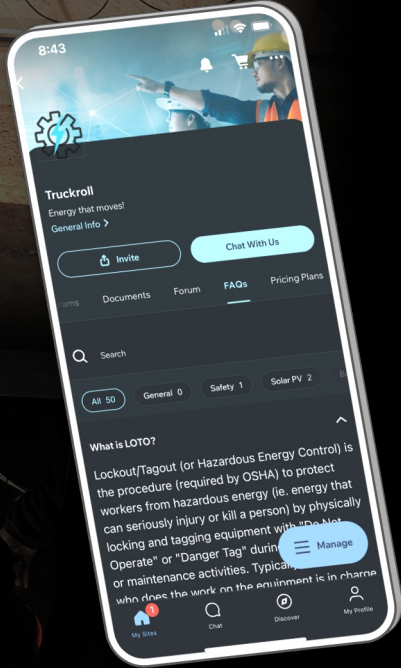 8:43
Truckroll
Energy that moves!
General Info >
Invite
Chat With Us
Documents Forum FAQs Pricing Plans
Search
All 50 General 0 Safety 1 Solar PV 2
What is LOTO?
Lockout/Tagout (or Hazardous Energy Control) is
the procedure (required by OSHA) to protect
workers from hazardous energy (ie. energy that
can seriously injury or kill a person) by physically
locking and tagging equipment with "Do Not
Operate" or "Danger Tag" during
or maintenance activities.
who does the work on the equipment is in charge
Manage
1
My Sites
Chat
Discover
My Profile